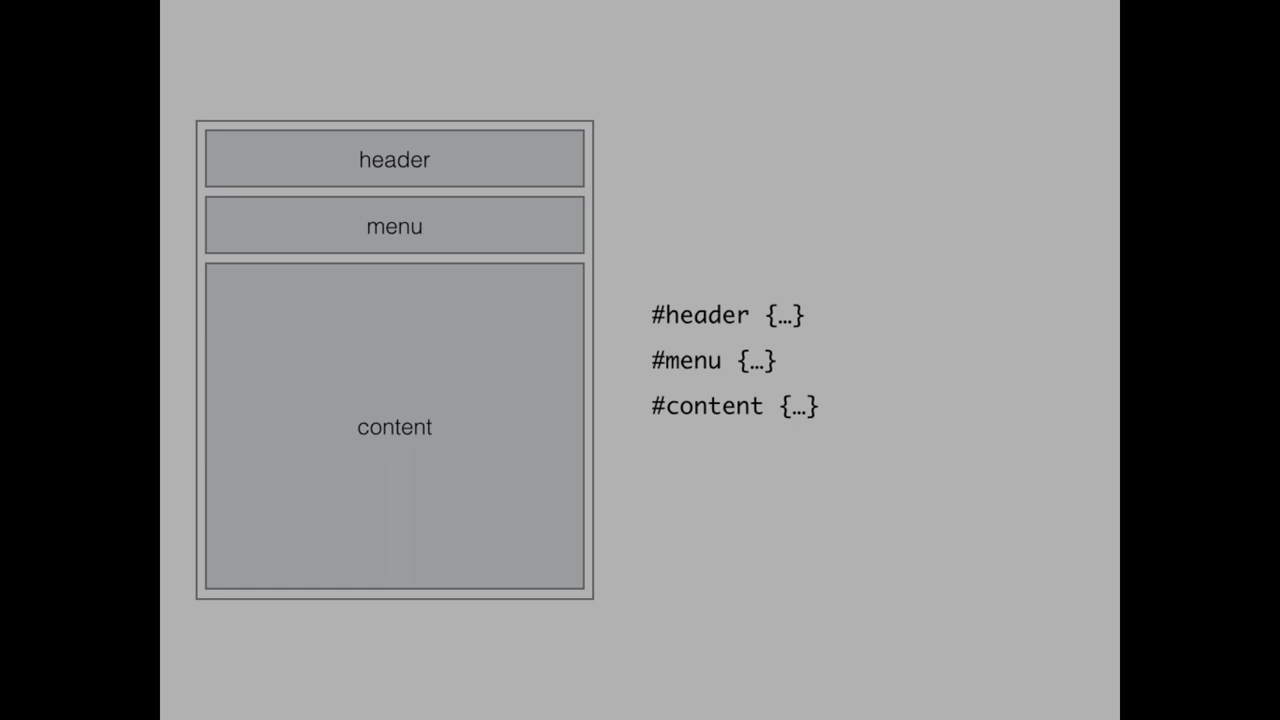 header
menu
content
#header {…}
#menu {…}
#content {…}